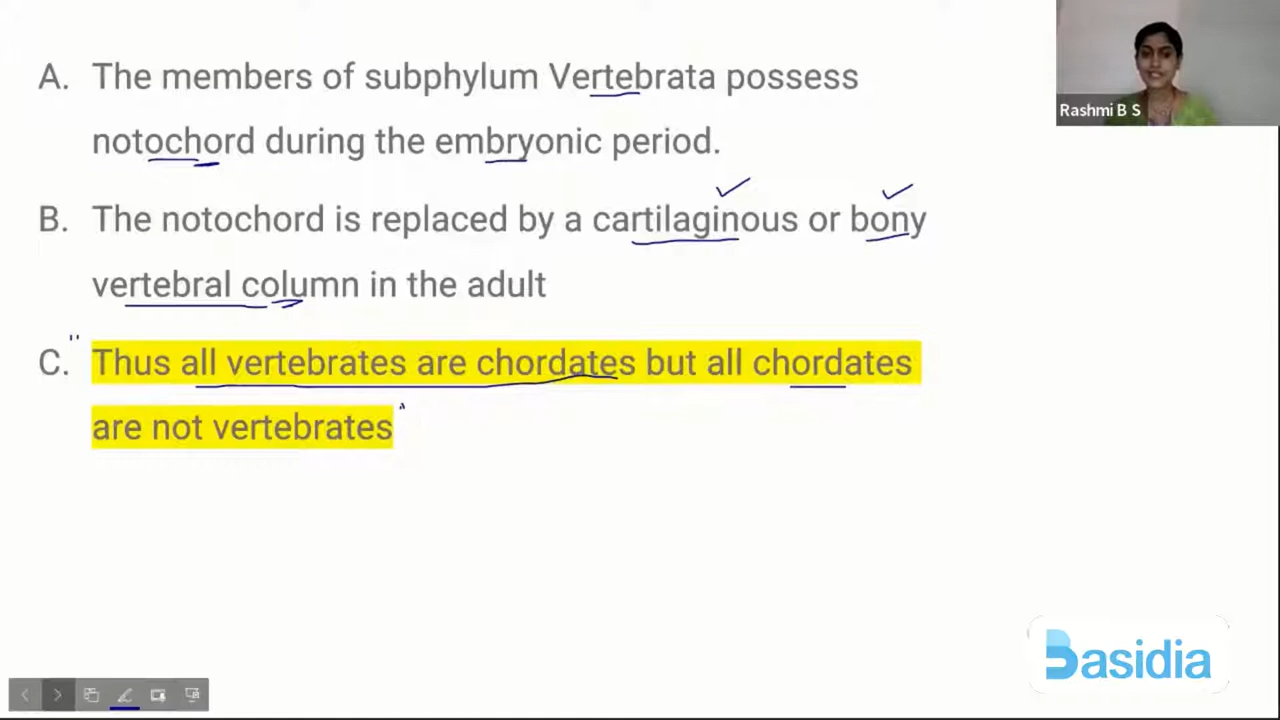 A. The members of subphylum Vertebrata possess
notochord during the embryonic period.
Rashmi B S
B. The notochord is replaced by a cartilaginous or bony
vertebral column in the adult
C. "Thus all vertebrates are chordates but all chordates
are not vertebrates"
Basidia